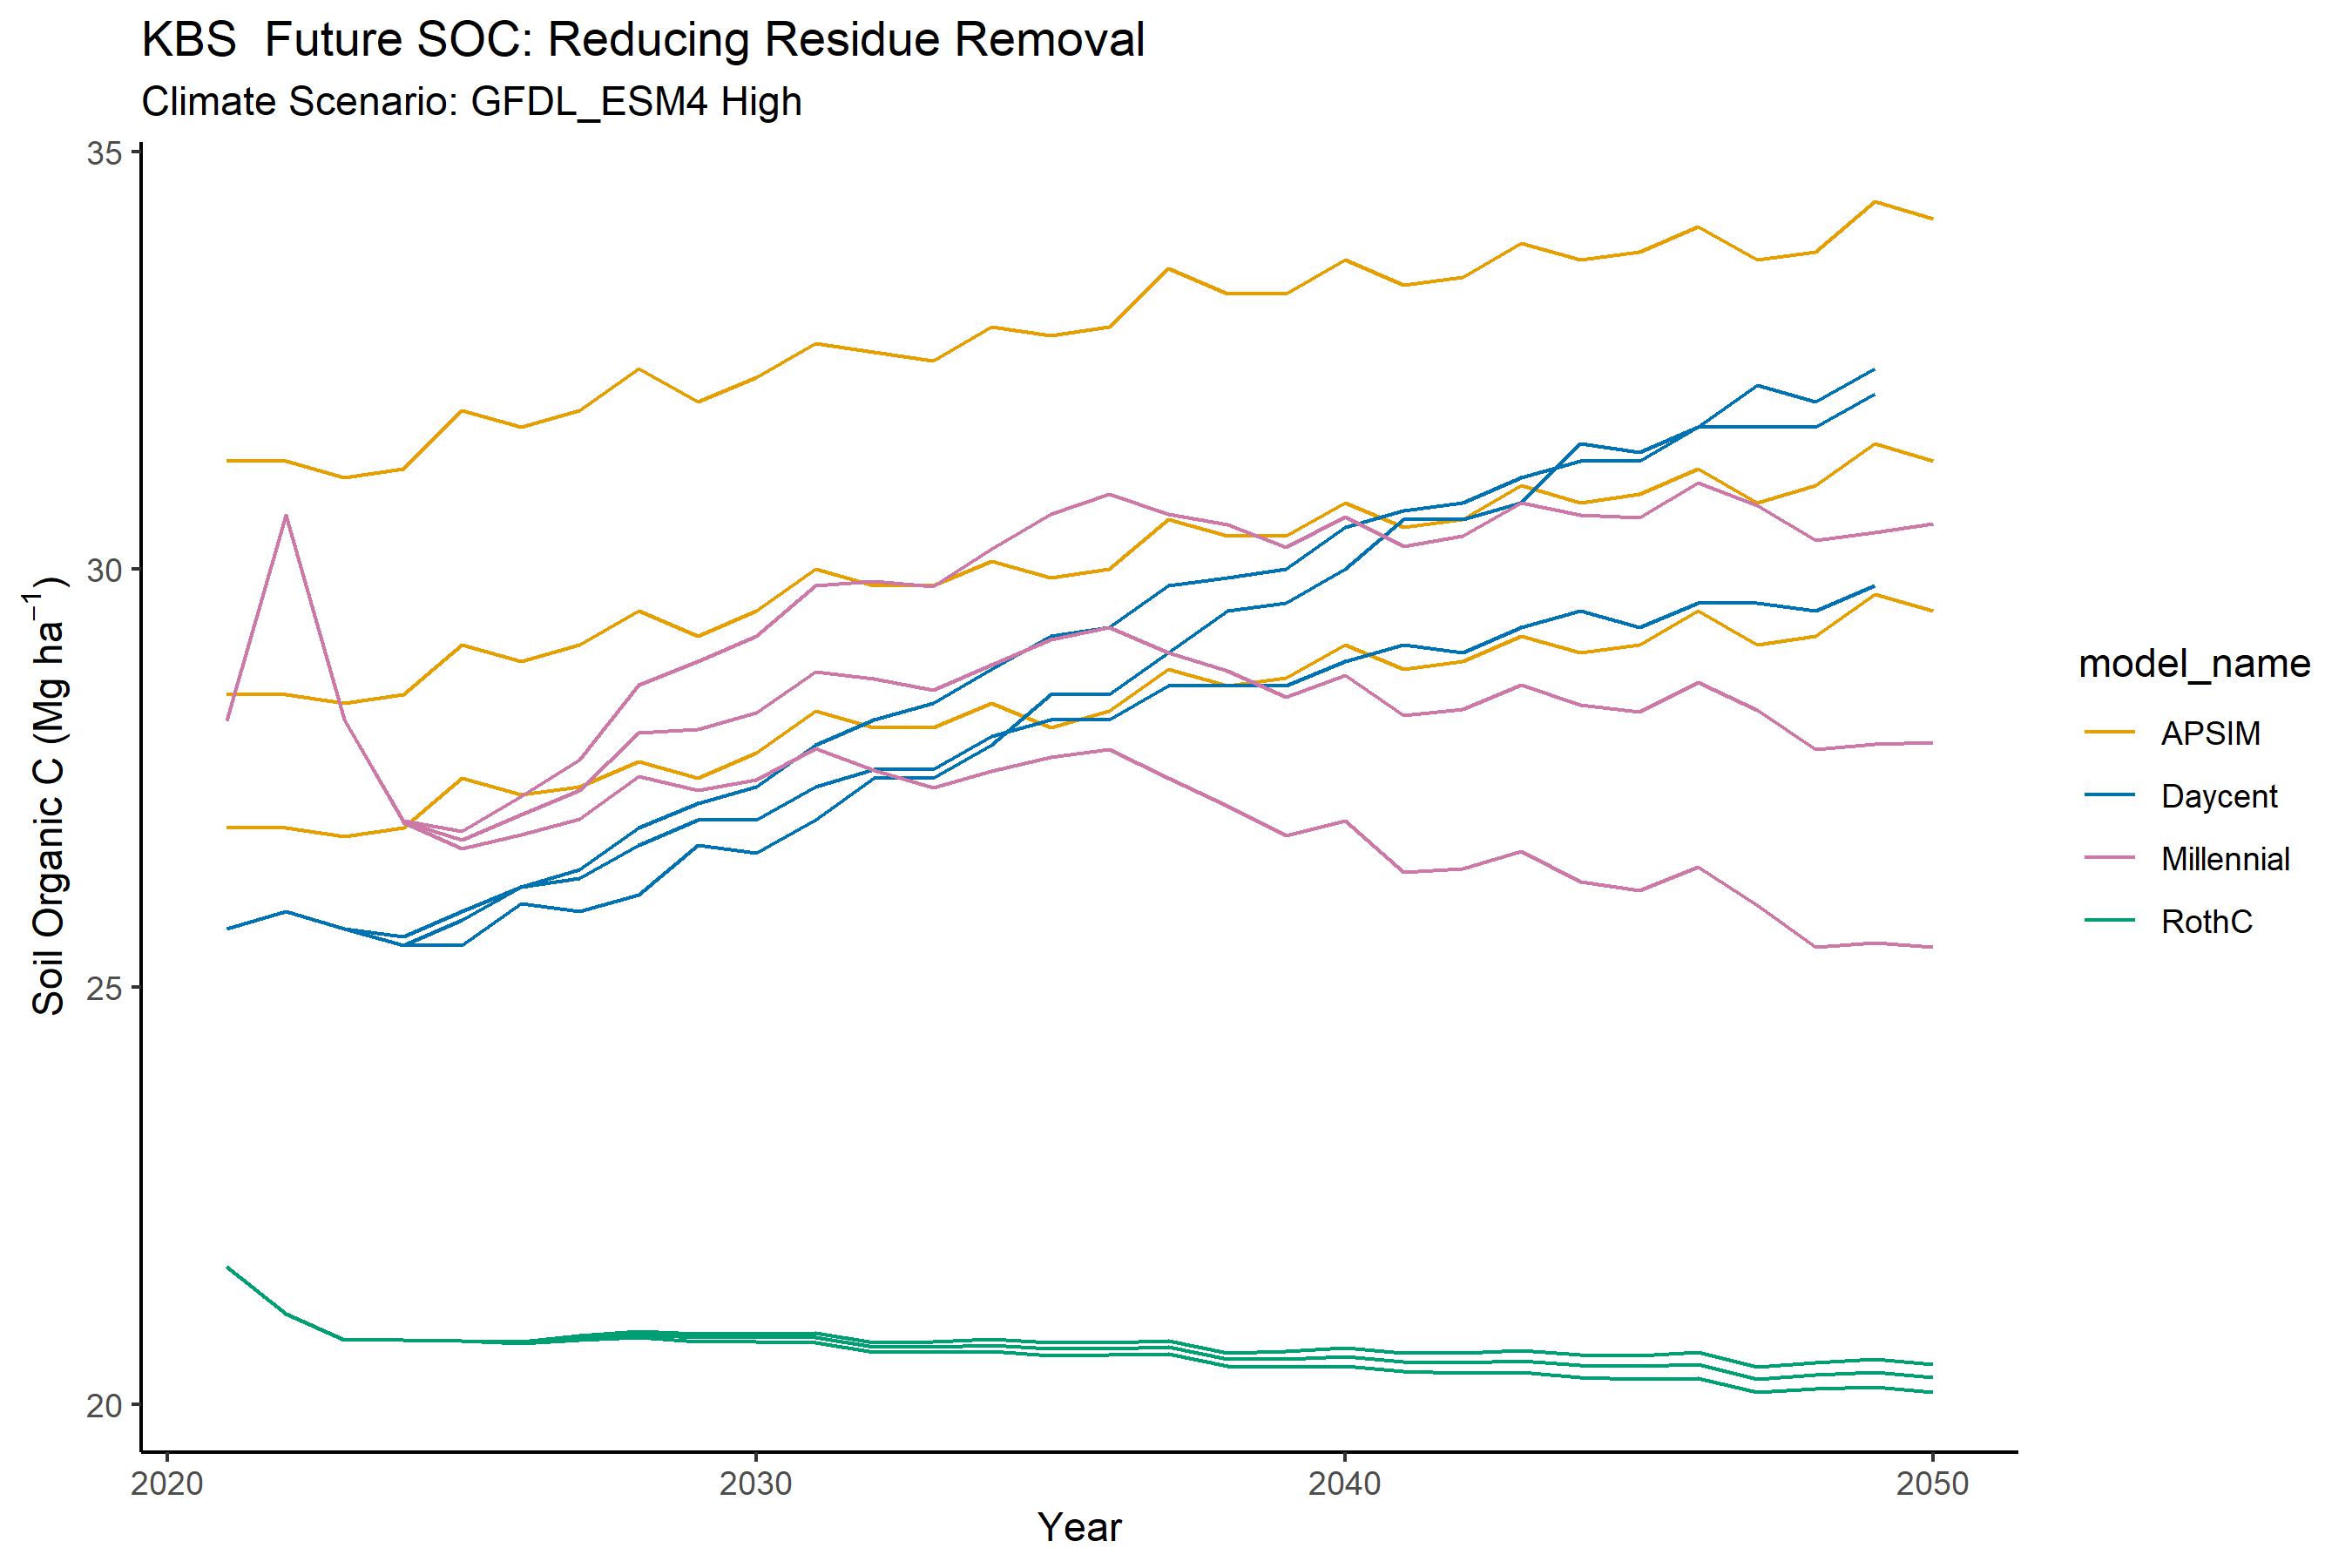 KBS  Future SOC: Reducing Residue Removal
Climate Scenario: GFDL_ESM4 High
35
30
25
20
Soil Organic C (Mg ha⁻¹)
2020 2030 2040 2050
Year
model_name
APSIM
Daycent
Millennial
RothC